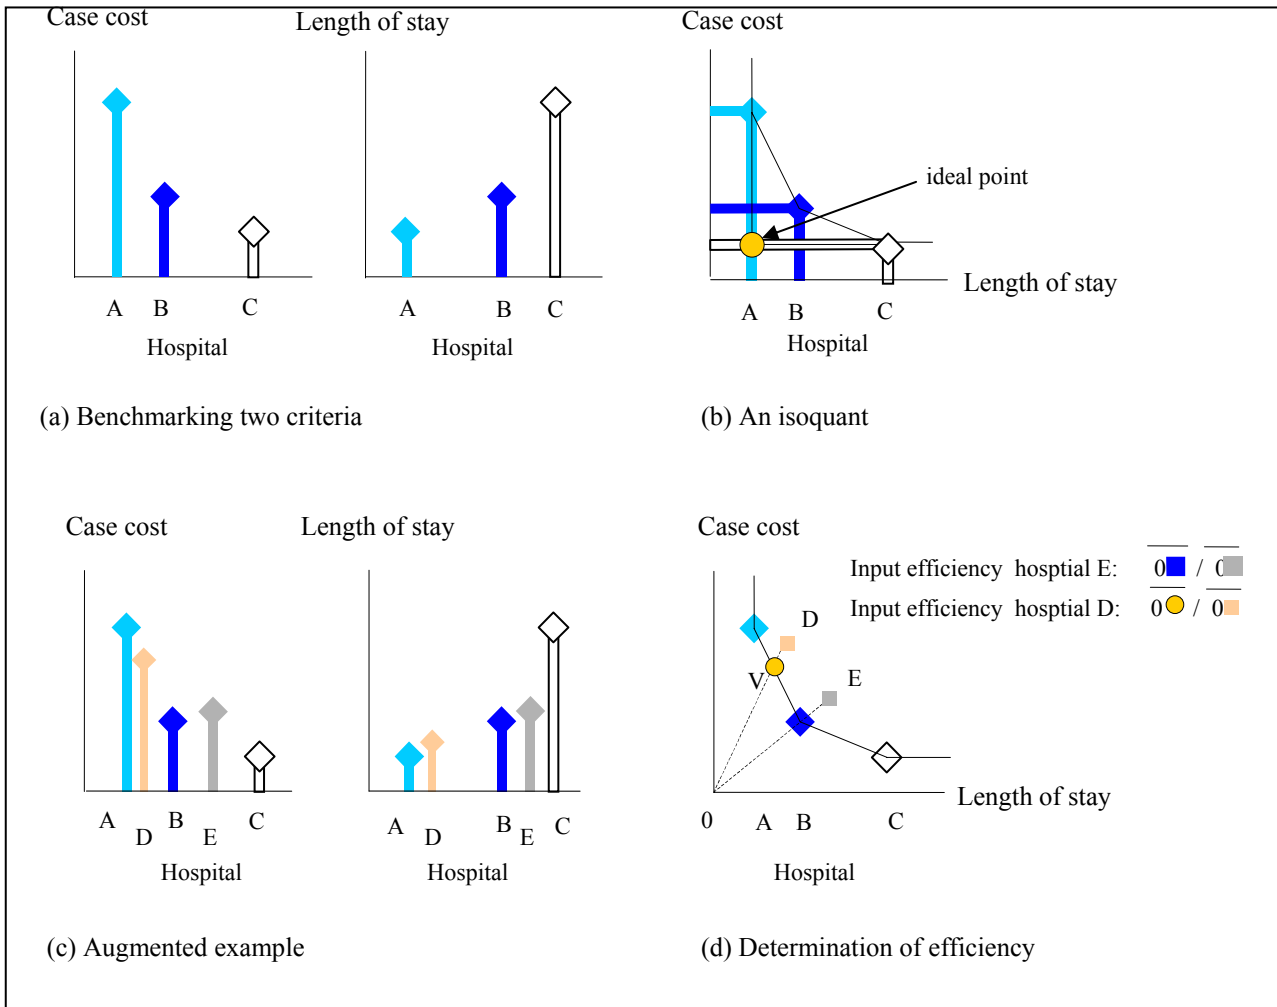 Case cost
Length of stay
A
B
C
Hospital
A
B
C
Hospital
(a) Benchmarking two criteria
Case cost
ideal point
Length of stay
A
B
C
Hospital
(b) An isoquant
Case cost
Length of stay
A
D
B
E
C
Hospital
A
D
B
E
C
Hospital
(c) Augmented example
Case cost
Input efficiency hosptial E: 0 / 0
Input efficiency hosptial D: 0 / 0
D
V
E
Length of stay
0
A
B
C
Hospital
(d) Determination of efficiency